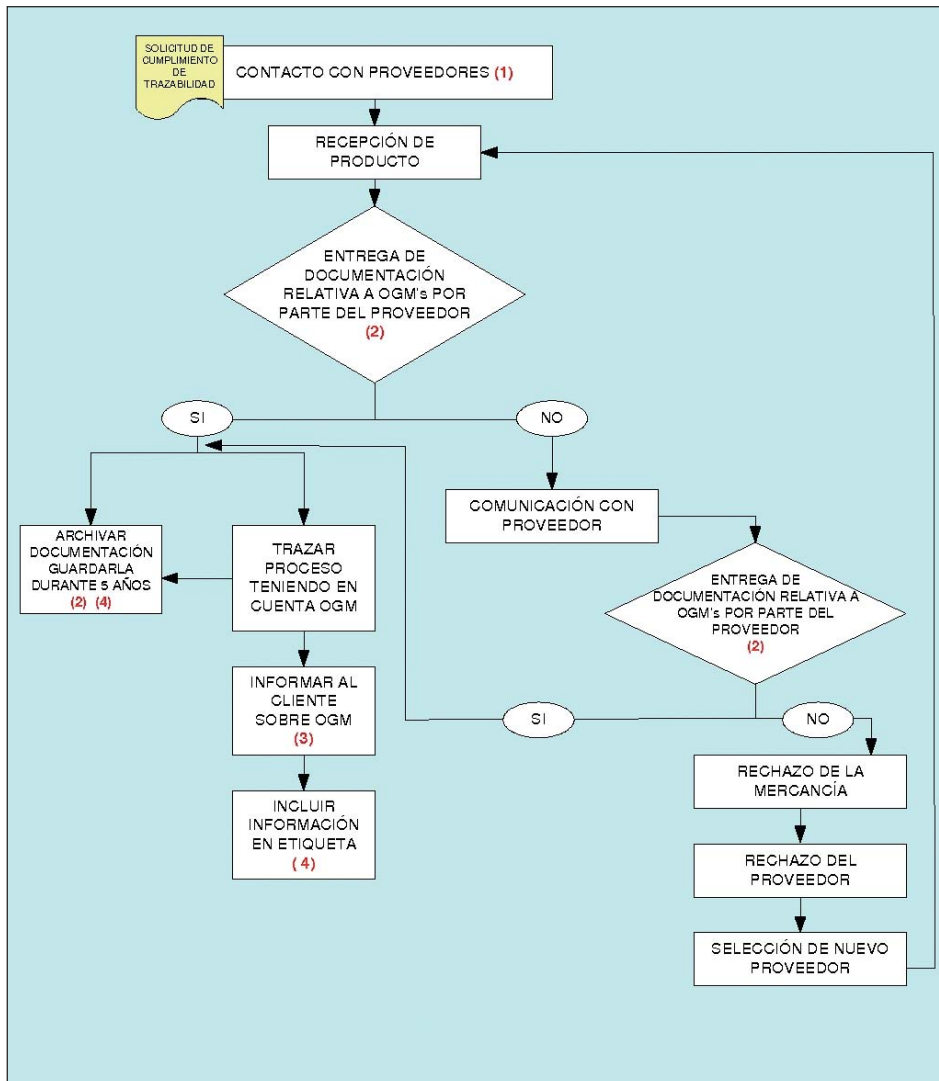 SOLICITUD DE
CUMPLIMIENTO
DE
TRAZABILIDAD
CONTACTO CON PROVEEDORES (1)
RECEPCIÓN DE
PRODUCTO
ENTREGA DE
DOCUMENTACIÓN
RELATIVA A OGM's POR
PARTE DEL PROVEEDOR
(2)
SI
NO
ARCHIVAR
DOCUMENTACIÓN
GUARDARLA
DURANTE 5 AÑOS
(2) (4)
TRAZAR
PROCESO
TENIENDO EN
CUENTA OGM
INFORMAR AL
CLIENTE
SOBRE OGM
(3)
INCLUIR
INFORMACIÓN
EN ETIQUETA
( 4)
COMUNICACIÓN CON
PROVEEDOR
ENTREGA DE
DOCUMENTACIÓN RELATIVA A
OGM's POR PARTE DEL
PROVEEDOR
(2)
SI
NO
RECHAZO DE LA
MERCANCÍA
RECHAZO DEL
PROVEEDOR
SELECCIÓN DE NUEVO
PROVEEDOR